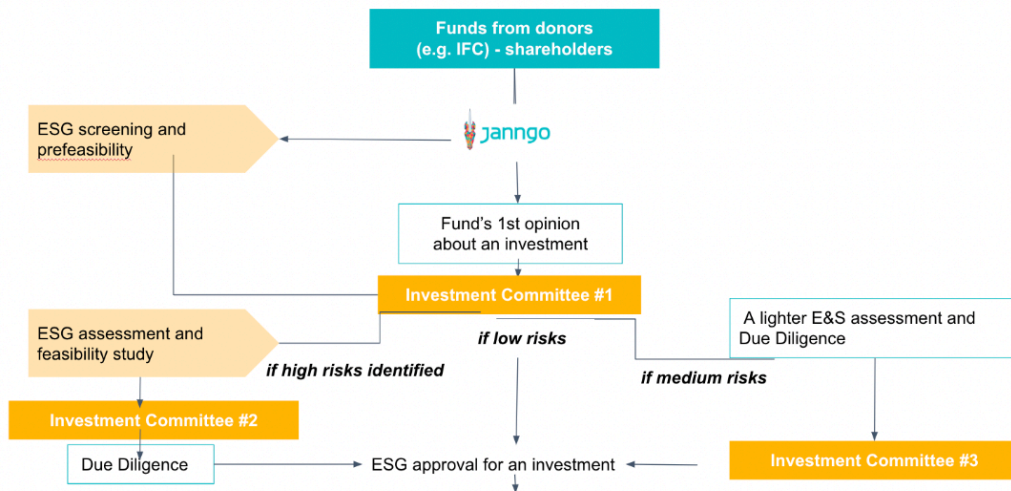 Funds from donors
(e.g. IFC) - shareholders
ESG screening and
prefeasibility
janngo
Fund's 1st opinion
about an investment
Investment Committee #1
ESG assessment and
feasibility study
if high risks identified
if low risks
if medium risks
A lighter E&S assessment and
Due Diligence
Investment Committee #2
Due Diligence
ESG approval for an investment
Investment Committee #3